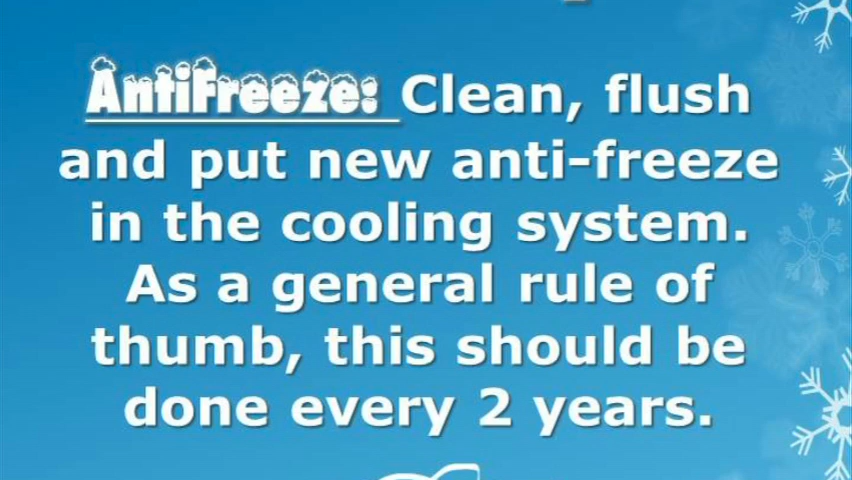 AntiFreeze: Clean, flush
and put new anti-freeze
in the cooling system.
As a general rule of
thumb, this should be
done every 2 years.